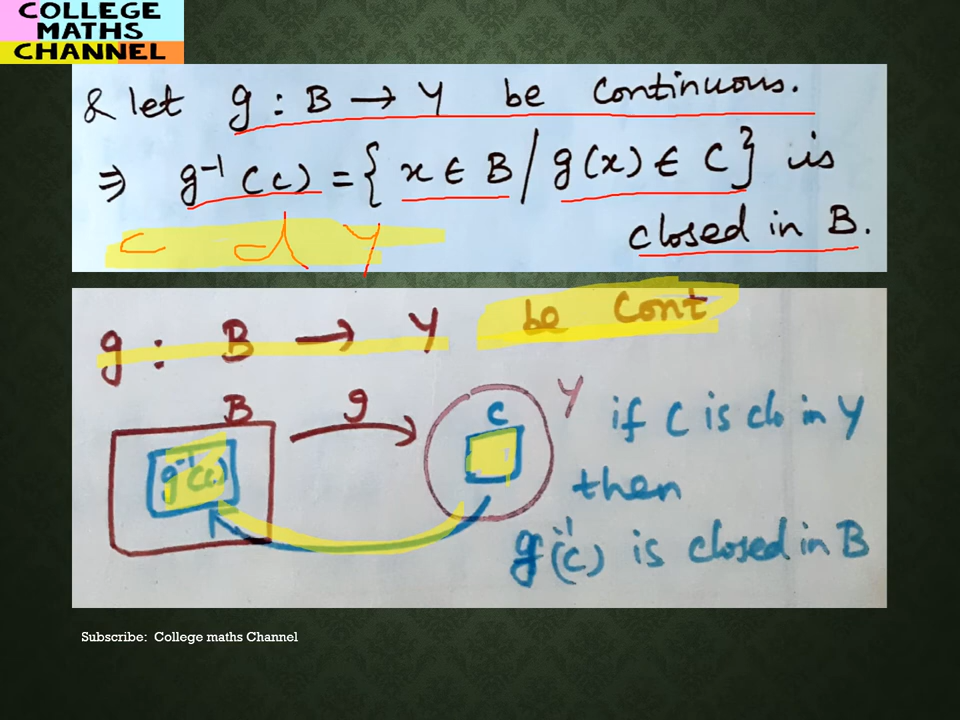 COLLEGE
MATHS
CHANNEL
& let g : B → Y be continuous.
⇒ g⁻¹(C) = { x ∈ B / g(x) ∈ C } is
closed in B.
C d Y
g : B → Y be Cont
B g C Y
g⁻¹(C)
if C is clo in Y
then
g⁻¹(C) is closed in B
Subscribe: College maths Channel